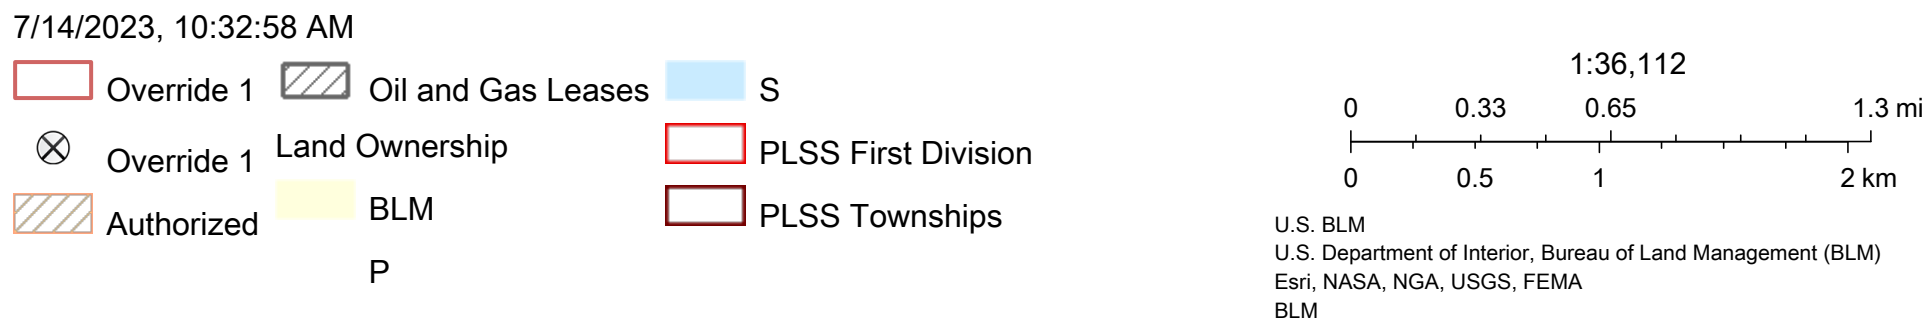 7/14/2023, 10:32:58 AM
Override 1
Override 1
Authorized
Oil and Gas Leases
Land Ownership
BLM
P
S
PLSS First Division
PLSS Townships
1:36,112
0 0.33 0.65 1.3 mi
0 0.5 1 2 km
U.S. BLM
U.S. Department of Interior, Bureau of Land Management (BLM)
Esri, NASA, NGA, USGS, FEMA
BLM